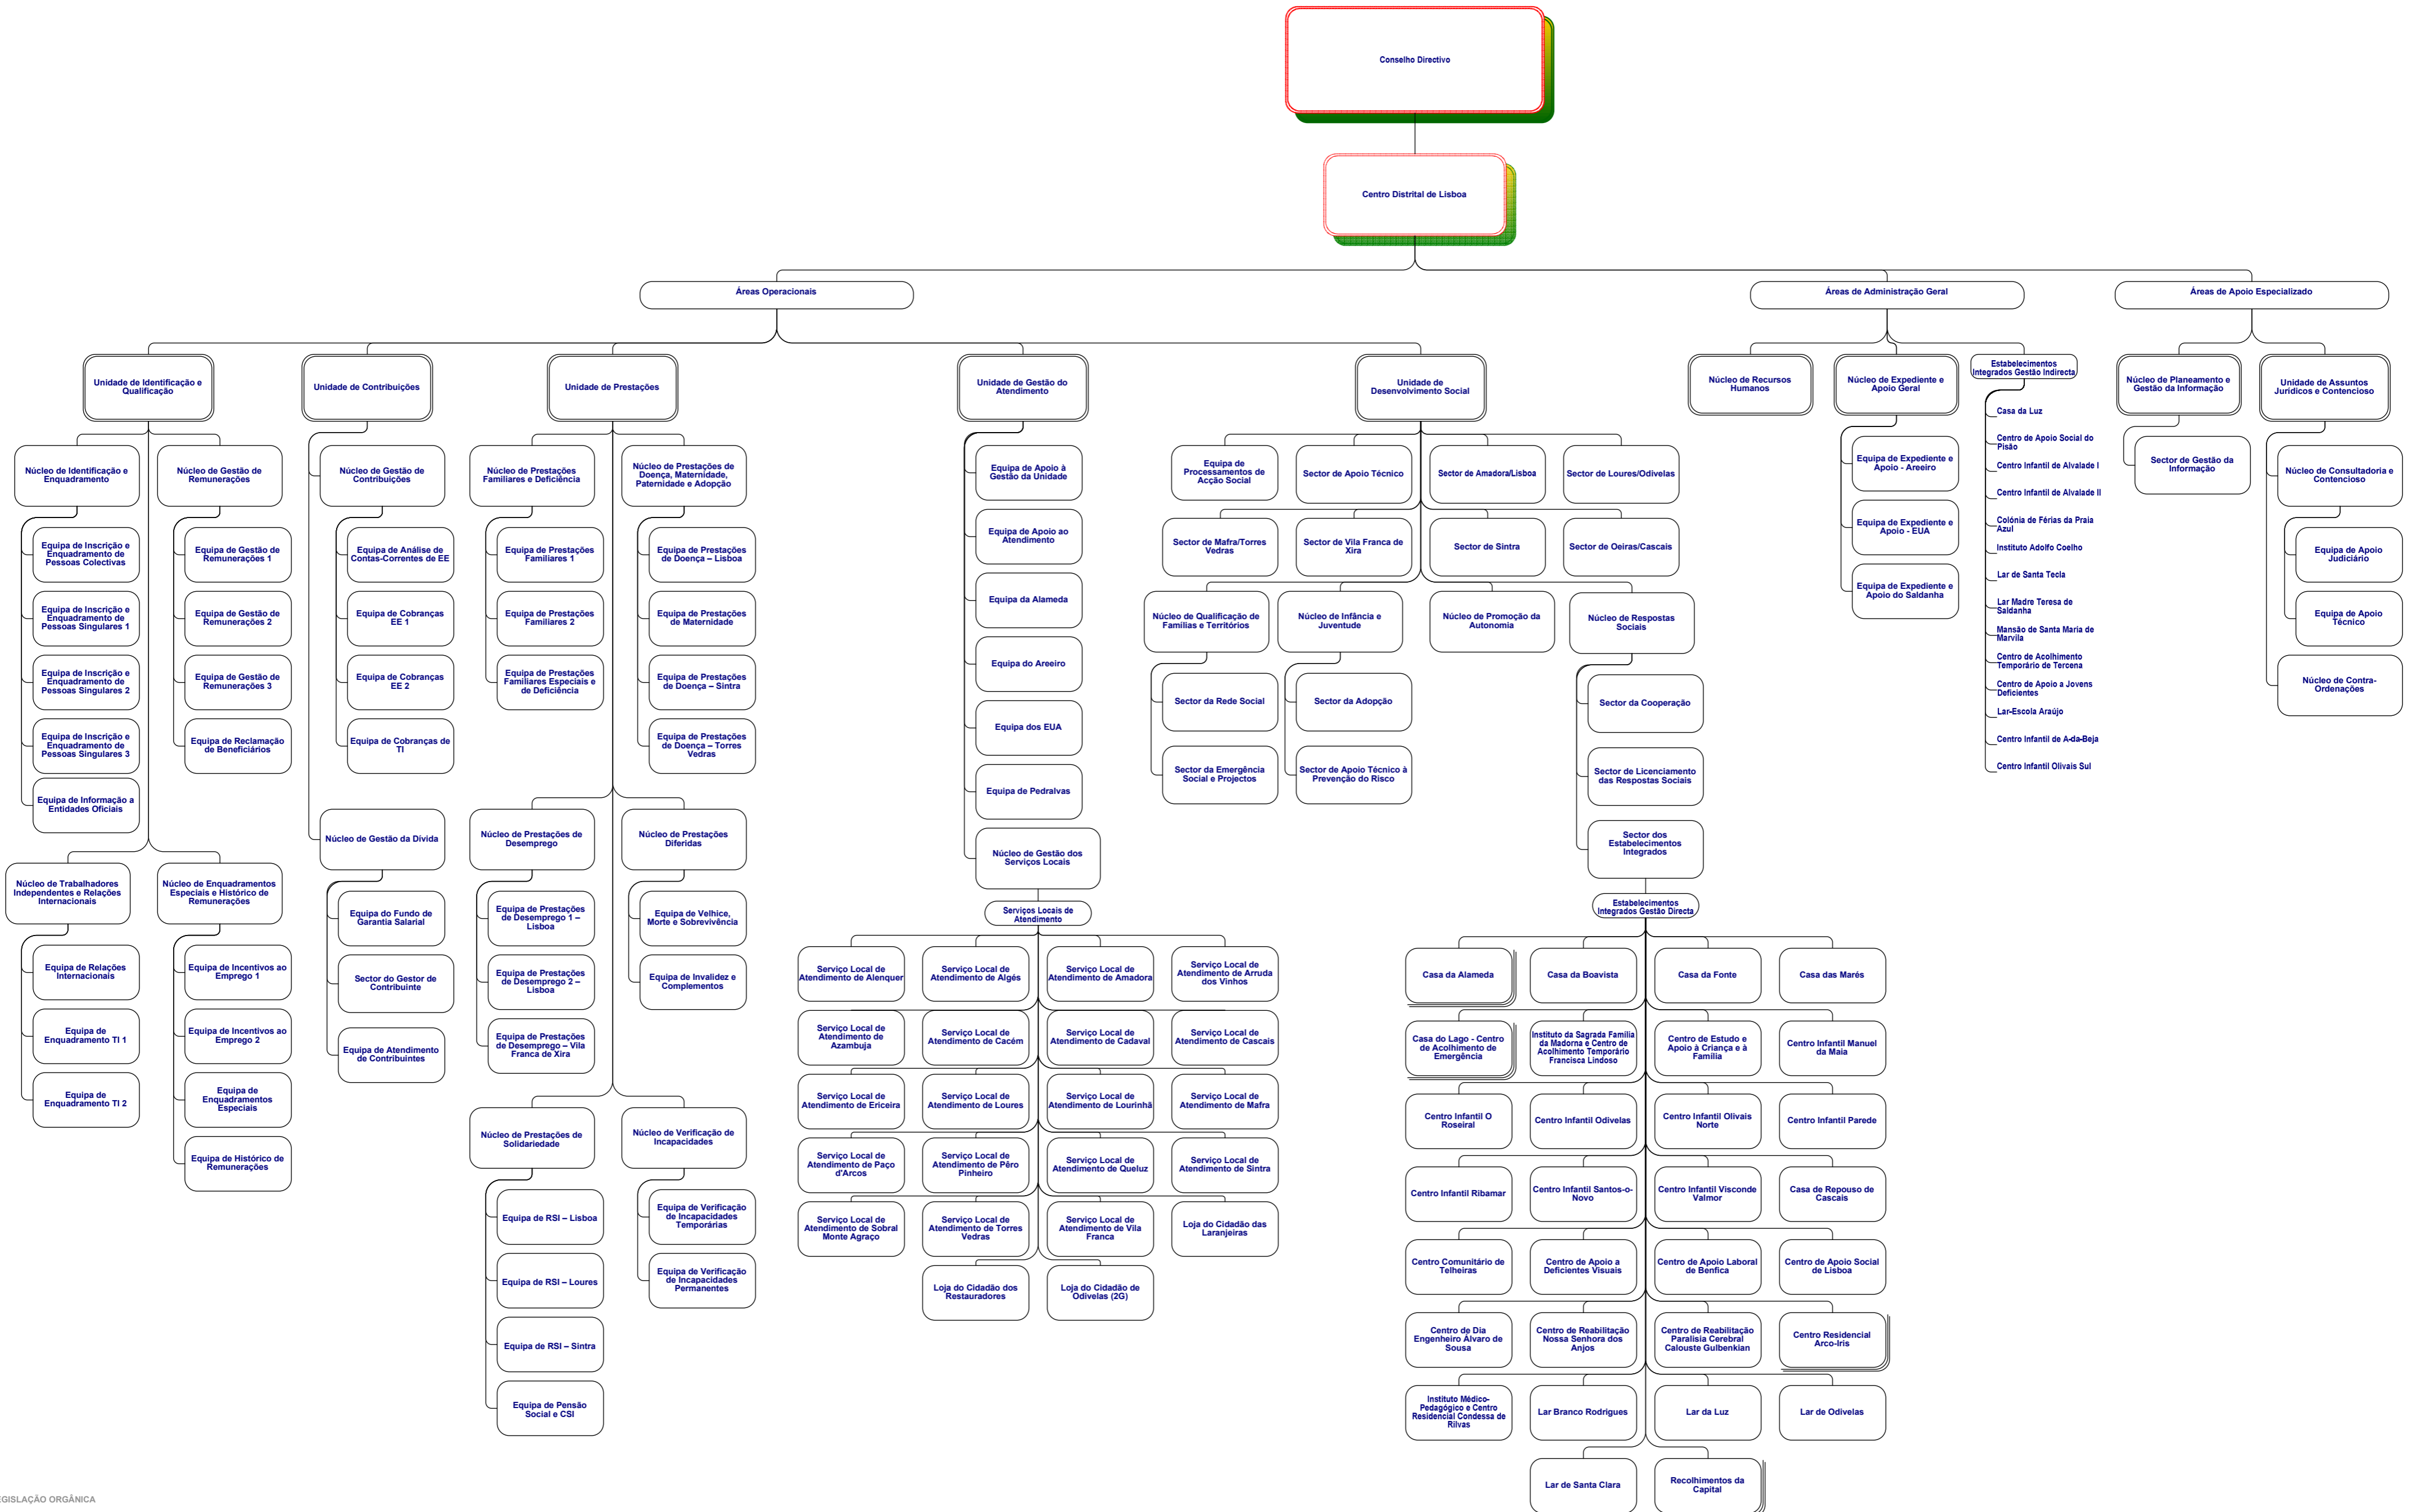 Conselho Directivo
Centro Distrital de Lisboa
Áreas Operacionais
Áreas de Administração Geral
Áreas de Apoio Especializado
Unidade de Identificação e
Qualificação
Unidade de Contribuições
Unidade de Prestações
Unidade de Gestão do
Atendimento
Unidade de
Desenvolvimento Social
Núcleo de Recursos
Humanos
Núcleo de Expediente e
Apoio Geral
Estabelecimentos
Integrados Gestão Indirecta
Núcleo de Planeamento e
Gestão da Informação
Unidade de Assuntos
Jurídicos e Contencioso
Núcleo de Identificação e
Enquadramento
Equipa de Inscrição e
Enquadramento de
Pessoas Colectivas
Equipa de Inscrição e
Enquadramento de
Pessoas Singulares 1
Equipa de Inscrição e
Enquadramento de
Pessoas Singulares 2
Equipa de Inscrição e
Enquadramento de
Pessoas Singulares 3
Equipa de Informação a
Entidades Oficiais
Núcleo de Gestão de
Remunerações
Equipa de Gestão de
Remunerações 1
Equipa de Gestão de
Remunerações 2
Equipa de Gestão de
Remunerações 3
Equipa de Reclamação
de Beneficiários
Núcleo de Trabalhadores
Independentes e Relações
Internacionais
Equipa de Relações
Internacionais
Equipa de
Enquadramento TI 1
Equipa de
Enquadramento TI 2
Núcleo de Enquadramentos
Especiais e Histórico de
Remunerações
Equipa de Incentivos ao
Emprego 1
Equipa de Incentivos ao
Emprego 2
Equipa de
Enquadramentos
Especiais
Equipa de Histórico de
Remunerações
Núcleo de Gestão de
Contribuições
Equipa de Análise de
Contas-Correntes de EE
Equipa de Cobranças
EE 1
Equipa de Cobranças
EE 2
Equipa de Cobranças de
TI
Núcleo de Gestão da Dívida
Equipa do Fundo de
Garantia Salarial
Sector do Gestor de
Contribuinte
Equipa de Atendimento
de Contribuintes
Núcleo de Prestações
Familiares e Deficiência
Equipa de Prestações
Familiares 1
Equipa de Prestações
Familiares 2
Equipa de Prestações
Familiares Especiais e
de Deficiência
Núcleo de Prestações de
Doença, Maternidade,
Paternidade e Adopção
Equipa de Prestações
de Doença – Lisboa
Equipa de Prestações
de Maternidade
Equipa de Prestações
de Doença – Sintra
Equipa de Prestações
de Doença – Torres
Vedras
Núcleo de Prestações de
Desemprego
Equipa de Prestações
de Desemprego 1 –
Lisboa
Equipa de Prestações
de Desemprego 2 –
Lisboa
Equipa de Prestações
de Desemprego – Vila
Franca de Xira
Núcleo de Prestações
Diferidas
Equipa de Velhice,
Morte e Sobrevivência
Equipa de Invalidez e
Complementos
Núcleo de Prestações de
Solidariedade
Equipa de RSI – Lisboa
Equipa de RSI – Loures
Equipa de RSI – Sintra
Equipa de Pensão
Social e CSI
Núcleo de Verificação de
Incapacidades
Equipa de Verificação
de Incapacidades
Temporárias
Equipa de Verificação
de Incapacidades
Permanentes
Equipa de Apoio à
Gestão da Unidade
Equipa de Apoio ao
Atendimento
Equipa da Alameda
Equipa do Areeiro
Equipa dos EUA
Equipa de Pedralvas
Núcleo de Gestão dos
Serviços Locais
Serviços Locais de
Atendimento
Serviço Local de
Atendimento de Alenquer
Serviço Local de
Atendimento de Algés
Serviço Local de
Atendimento de Amadora
Serviço Local de
Atendimento de Arruda
dos Vinhos
Serviço Local de
Atendimento de
Azambuja
Serviço Local de
Atendimento de Cacém
Serviço Local de
Atendimento de Cadaval
Serviço Local de
Atendimento de Cascais
Serviço Local de
Atendimento de Ericeira
Serviço Local de
Atendimento de Loures
Serviço Local de
Atendimento de Lourinhã
Serviço Local de
Atendimento de Mafra
Serviço Local de
Atendimento de Paço
d'Arcos
Serviço Local de
Atendimento de Pêro
Pinheiro
Serviço Local de
Atendimento de Queluz
Serviço Local de
Atendimento de Sintra
Serviço Local de
Atendimento de Sobral
Monte Agraço
Serviço Local de
Atendimento de Torres
Vedras
Serviço Local de
Atendimento de Vila
Franca
Loja do Cidadão das
Laranjeiras
Loja do Cidadão dos
Restauradores
Loja do Cidadão de
Odivelas (2G)
Equipa de
Processamentos de
Acção Social
Sector de Apoio Técnico
Sector de Amadora/Lisboa
Sector de Loures/Odivelas
Sector de Mafra/Torres
Vedras
Sector de Vila Franca de
Xira
Sector de Sintra
Sector de Oeiras/Cascais
Núcleo de Qualificação de
Famílias e Territórios
Sector da Rede Social
Sector da Emergência
Social e Projectos
Núcleo de Infância e
Juventude
Sector da Adopção
Sector de Apoio Técnico à
Prevenção do Risco
Núcleo de Promoção da
Autonomia
Núcleo de Respostas
Sociais
Sector da Cooperação
Sector de Licenciamento
das Respostas Sociais
Sector dos
Estabelecimentos
Integrados
Estabelecimentos
Integrados Gestão Directa
Casa da Alameda
Casa da Boavista
Casa da Fonte
Casa das Marés
Casa do Lago - Centro
de Acolhimento de
Emergência
Instituto da Sagrada Família
da Madorna e Centro de
Acolhimento Temporário
Francisca Lindoso
Centro de Estudo e
Apoio à Criança e à
Família
Centro Infantil Manuel
da Maia
Centro Infantil O
Roseiral
Centro Infantil Odivelas
Centro Infantil Olivais
Norte
Centro Infantil Parede
Centro Infantil Ribamar
Centro Infantil Santos-o-
Novo
Centro Infantil Visconde
Valmor
Casa de Repouso de
Cascais
Centro Comunitário de
Telheiras
Centro de Apoio a
Deficientes Visuais
Centro de Apoio Laboral
de Benfica
Centro de Apoio Social
de Lisboa
Centro de Dia
Engenheiro Álvaro de
Sousa
Centro de Reabilitação
Nossa Senhora dos
Anjos
Centro de Reabilitação
Paralisia Cerebral
Calouste Gulbenkian
Centro Residencial
Arco-Iris
Instituto Médico-
Pedagógico e Centro
Residencial Condessa de
Rilvas
Lar Branco Rodrigues
Lar da Luz
Lar de Odivelas
Lar de Santa Clara
Recolhimentos da
Capital
Equipa de Expediente e
Apoio - Areeiro
Equipa de Expediente e
Apoio - EUA
Equipa de Expediente e
Apoio do Saldanha
Casa da Luz
Centro de Apoio Social do
Pisão
Centro Infantil de Alvalade I
Centro Infantil de Alvalade II
Colónia de Férias da Praia
Azul
Instituto Adolfo Coelho
Lar de Santa Tecla
Lar Madre Teresa de
Saldanha
Mansão de Santa Maria de
Marvila
Centro de Acolhimento
Temporário de Tercena
Centro de Apoio a Jovens
Deficientes
Lar-Escola Araújo
Centro Infantil de A-da-Beja
Centro Infantil Olivais Sul
Sector de Gestão da
Informação
Núcleo de Consultadoria e
Contencioso
Equipa de Apoio
Judiciário
Equipa de Apoio
Técnico
Núcleo de Contra-
Ordenações
EGISLAÇÃO ORGÂNICA